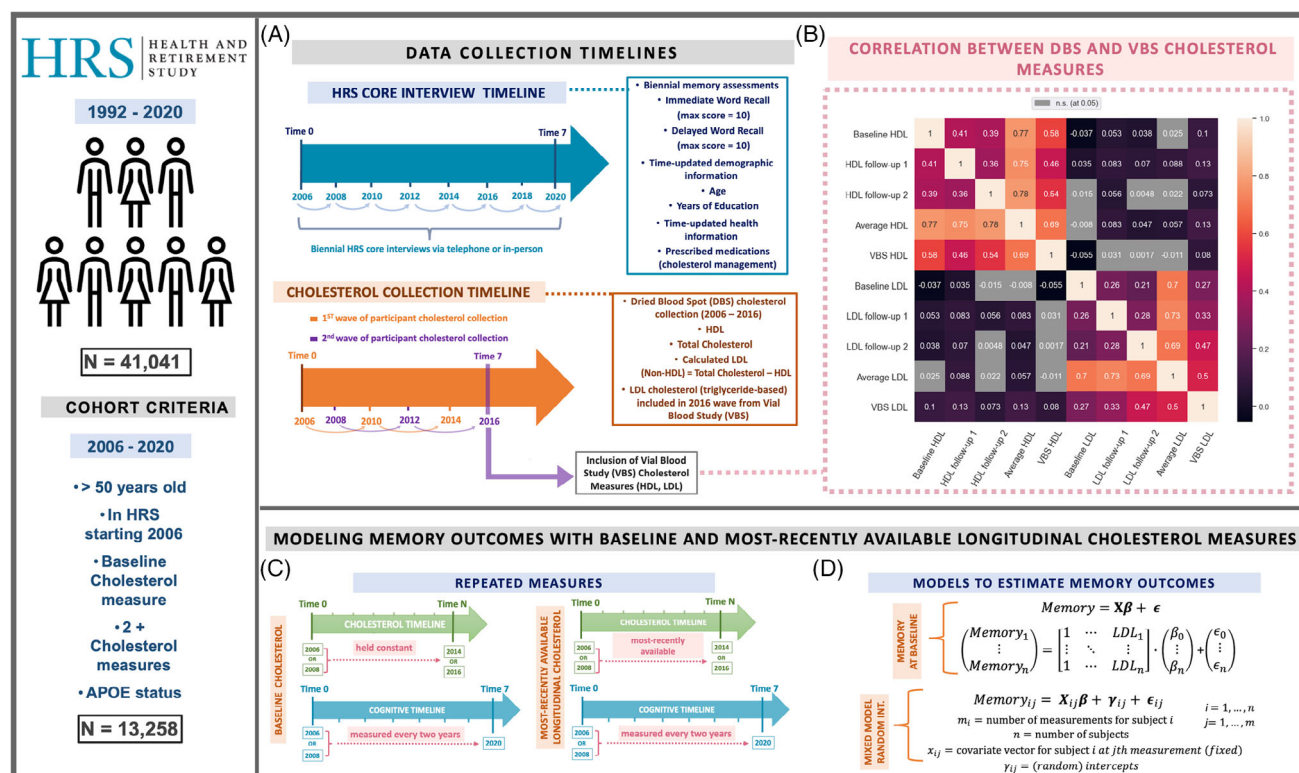 HRS
HEALTH AND
RETIREMENT
STUDY
1992 - 2020
N = 41,041
COHORT CRITERIA
2006 - 2020
• > 50 years old
• In HRS
starting 2006
• Baseline
Cholesterol
measure
• 2 +
Cholesterol
measures
• APOE status
N = 13,258
(A)
DATA COLLECTION TIMELINES
HRS CORE INTERVIEW TIMELINE
Time 0
Time 7
2006 2008 2010 2012 2014 2016 2018 2020
Biennial HRS core interviews via telephone or in-person
• Biennial memory assessments
• Immediate Word Recall
(max score = 10)
• Delayed Word Recall
(max score = 10)
• Time-updated demographic
information
• Age
• Years of Education
• Time-updated health
information
• Prescribed medications
(cholesterol management)
CHOLESTEROL COLLECTION TIMELINE
1ST wave of participant cholesterol collection
2nd wave of participant cholesterol collection
Time 0
Time 7
2006 2008 2010 2012 2014 2016
• Dried Blood Spot (DBS) cholesterol
collection (2006 – 2016)
• HDL
• Total Cholesterol
• Calculated LDL
(Non-HDL) = Total Cholesterol – HDL
• LDL cholesterol (triglyceride-based)
included in 2016 wave from Vial
Blood Study (VBS)
Inclusion of Vial Blood
Study (VBS) Cholesterol
Measures (HDL, LDL)
(B)
CORRELATION BETWEEN DBS AND VBS CHOLESTEROL
MEASURES
n.s. (at 0.05)
Baseline HDL 1 0.41 0.39 0.77 0.58 -0.037 0.053 0.038 0.025 0.1
HDL follow-up 1 0.41 1 0.36 0.75 0.46 0.035 0.083 0.07 0.088 0.13
HDL follow-up 2 0.39 0.36 1 0.78 0.54 -0.015 0.056 0.0048 0.022 0.073
Average HDL 0.77 0.75 0.78 1 0.69 -0.008 0.083 0.047 0.057 0.13
VBS HDL 0.58 0.46 0.54 0.69 1 -0.055 0.031 0.0017 -0.011 0.08
Baseline LDL -0.037 0.035 -0.015 -0.008 -0.055 1 0.26 0.21 0.7 0.27
LDL follow-up 1 0.053 0.083 0.056 0.083 0.031 0.26 1 0.28 0.73 0.33
LDL follow-up 2 0.038 0.07 0.0048 0.047 0.0017 0.21 0.28 1 0.69 0.47
Average LDL 0.025 0.088 0.022 0.057 -0.011 0.7 0.73 0.69 1 0.5
VBS LDL 0.1 0.13 0.073 0.13 0.08 0.27 0.33 0.47 0.5 1
Baseline HDL HDL follow-up 1 HDL follow-up 2 Average HDL VBS HDL Baseline LDL LDL follow-up 1 LDL follow-up 2 Average LDL VBS LDL
1.0
0.8
0.6
0.4
0.2
0.0
MODELING MEMORY OUTCOMES WITH BASELINE AND MOST-RECENTLY AVAILABLE LONGITUDINAL CHOLESTEROL MEASURES
(C)
REPEATED MEASURES
BASELINE CHOLESTEROL
Time 0
Time N
CHOLESTEROL TIMELINE
2006
OR
2008
held constant
2014
OR
2016
Time 0
Time 7
COGNITIVE TIMELINE
2006
OR
2008
measured every two years
2020
MOST-RECENTLY AVAILABLE
LONGITUDINAL CHOLESTEROL
Time 0
Time N
CHOLESTEROL TIMELINE
2006
OR
2008
most-recently
available
2014
OR
2016
Time 0
Time 7
COGNITIVE TIMELINE
2006
OR
2008
measured every two years
2020
(D)
MODELS TO ESTIMATE MEMORY OUTCOMES
MEMORY
AT BASELINE
Memory = Xβ + ϵ
(Memory₁ ⋮ Memoryₙ) = [1 ⋯ LDL₁ ⋮ ⋱ ⋮ 1 ⋯ LDLₙ] · (β₀ ⋮ βₙ) + (ϵ₀ ⋮ ϵₙ)
MIXED MODEL
RANDOM INT.
Memoryᵢⱼ = Xᵢⱼβ + γᵢⱼ + ϵᵢⱼ
i = 1, … , n
j= 1, … , m
mᵢ = number of measurements for subject i
n = number of subjects
xᵢⱼ = covariate vector for subject i at jth measurement (fixed)
γᵢⱼ = (random) intercepts